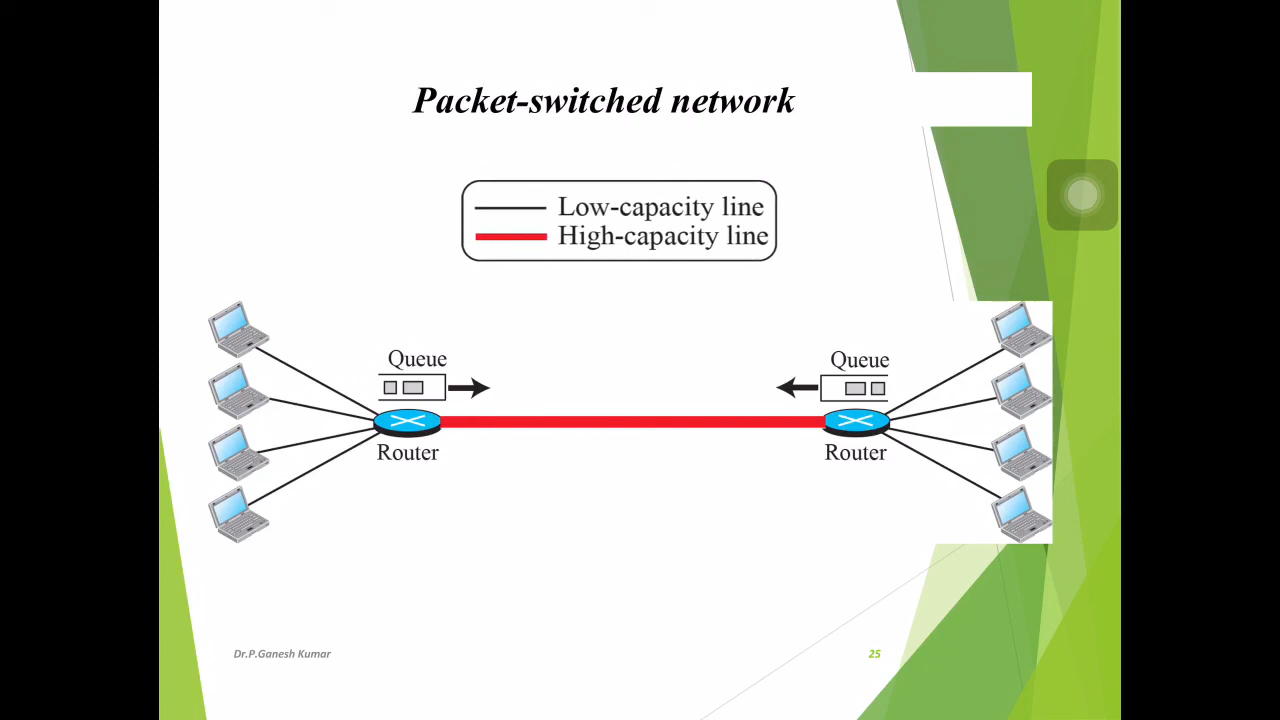 Packet-switched network
Low-capacity line
High-capacity line
Queue
Queue
Router
Router
Dr.P.Ganesh Kumar
25